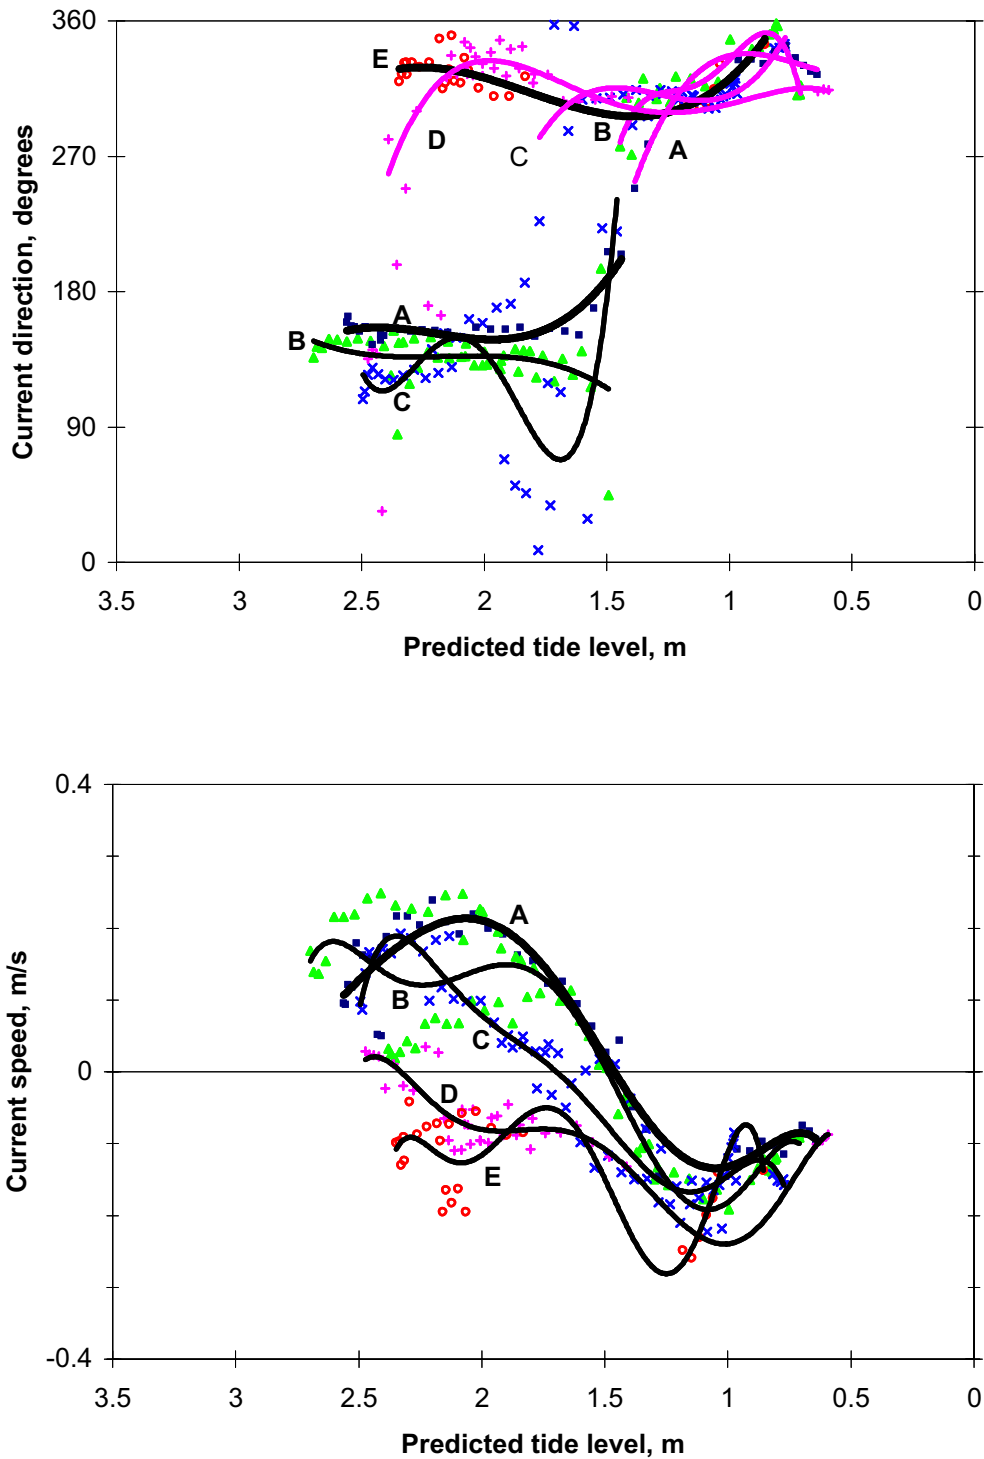 360
E
D
C
B
A
270
Current direction, degrees
180
A
B
C
90
0
3.5 3 2.5 2 1.5 1 0.5 0
Predicted tide level, m
0.4
A
B
C
Current speed, m/s
0
D
E
-0.4
3.5 3 2.5 2 1.5 1 0.5 0
Predicted tide level, m